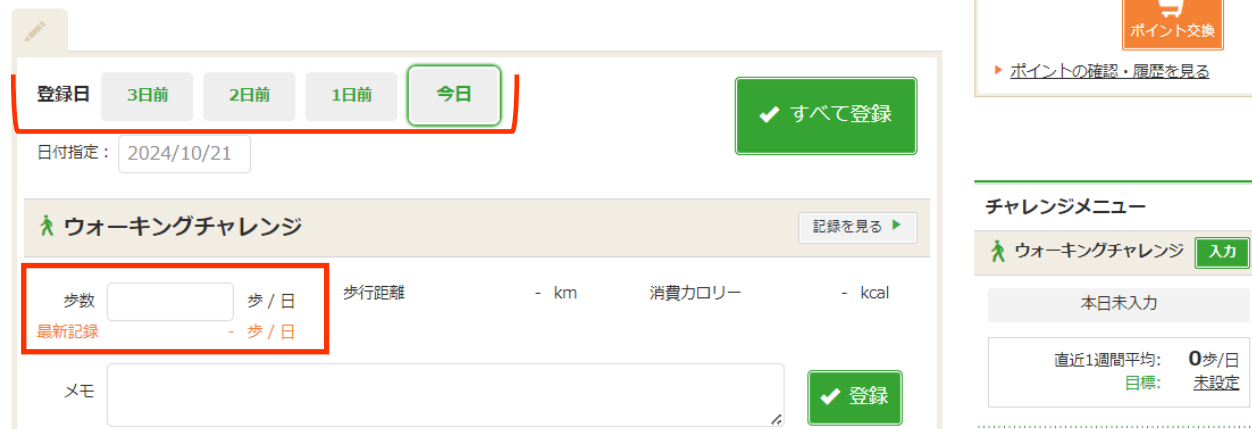 登録日 3日前 2日前 1日前 今日
すべて登録
日付指定： 2024/10/21
ウォーキングチャレンジ 記録を見る
歩数 歩 / 日 歩行距離 - km 消費カロリー - kcal
最新記録 - 歩 / 日
メモ
登録
ポイント交換
ポイントの確認・履歴を見る
チャレンジメニュー
ウォーキングチャレンジ 入力
本日未入力
直近1週間平均: 0歩/日
目標: 未設定